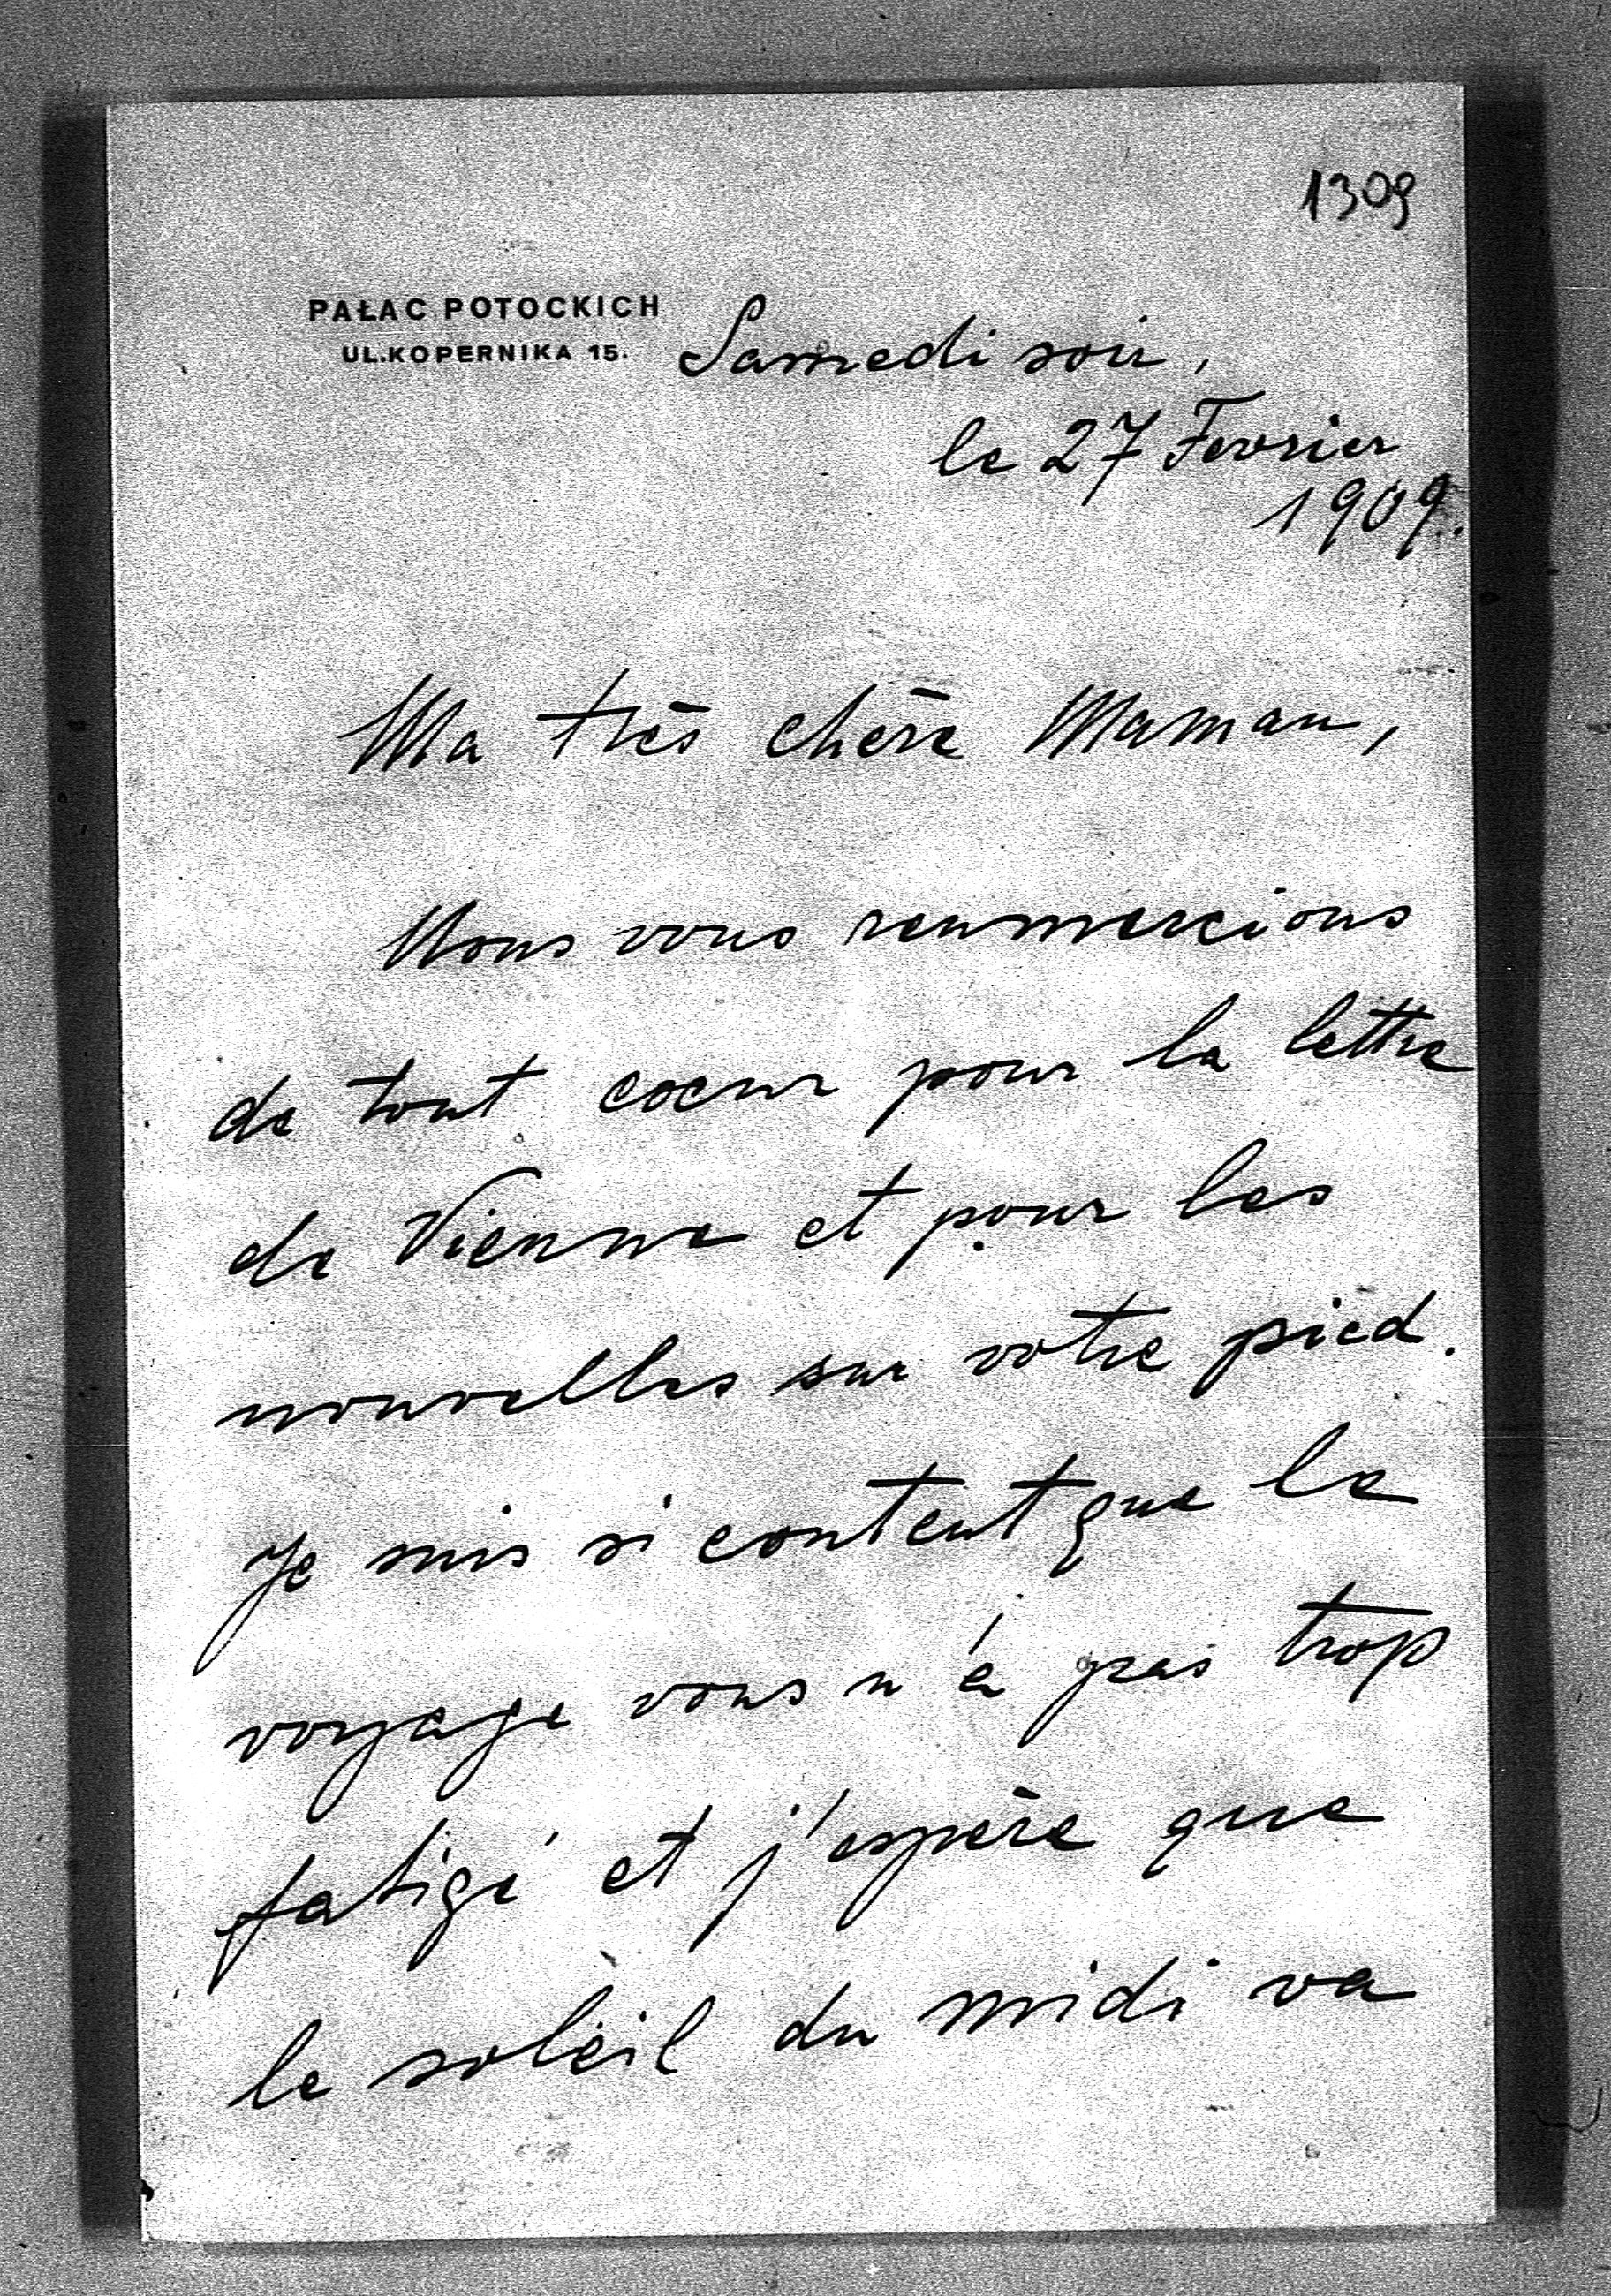 1309
PAŁAC POTOCKICH
UL.KOPERNIKA 15.
Samedi soir,
le 27 Fevrier
1909.
Ma très chère Maman,
Nous vous renmercions
de tout coeur pour la lettre
de Vienne et pour les
nouvelles sur votre pied.
Je suis si content que le
voyage vous n'a pas trop
fatigé et j'espère que
le soleil du midi va